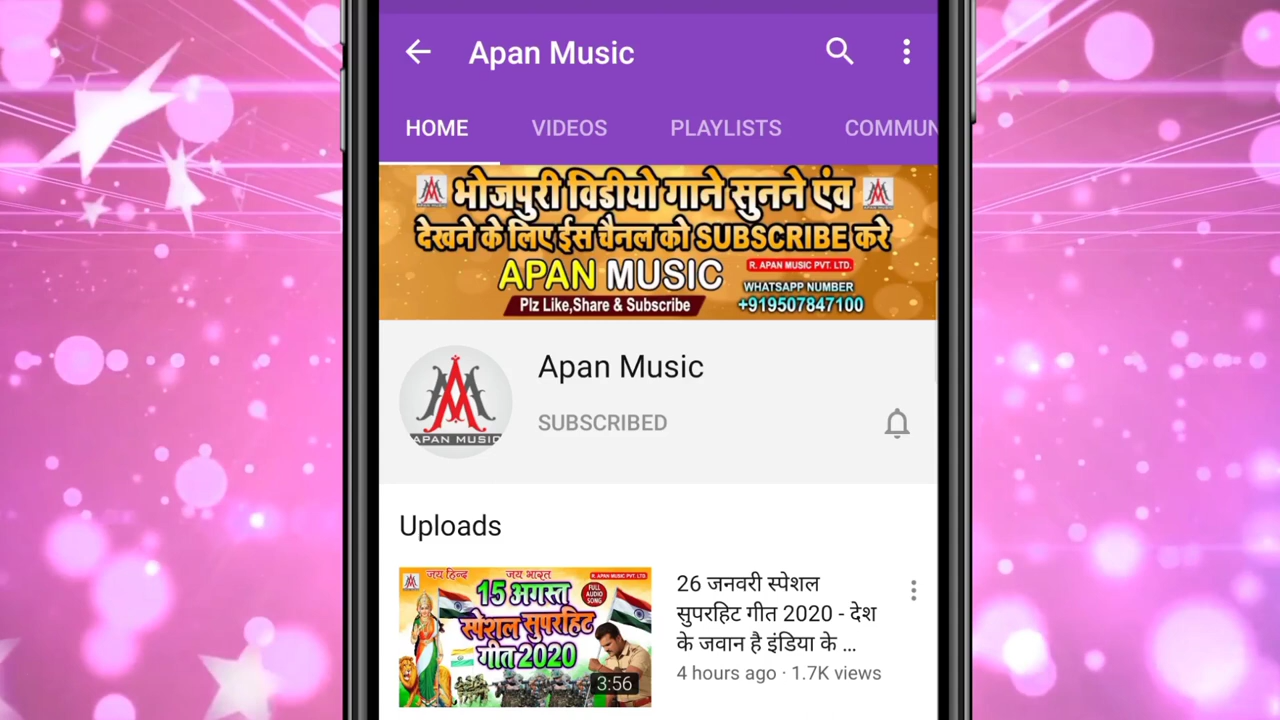 Apan Music
HOME VIDEOS PLAYLISTS COMMUN
भोजपुरी विडीयो गाने सुनने एंव
देखने के लिए ईस चैनल को SUBSCRIBE करे
APAN MUSIC
R. APAN MUSIC PVT. LTD.
WHATSAPP NUMBER
+919507847100
Plz Like,Share & Subscribe
Apan Music
SUBSCRIBED
APAN MUSIC
Uploads
जय हिन्द जय भारत
R. APAN MUSIC PVT. LTD
15 अगस्त
FULL
AUDIO
SONG
स्पेशल सुपरहिट
गीत 2020
3:56
26 जनवरी स्पेशल
सुपरहिट गीत 2020 - देश
के जवान है इंडिया के ...
4 hours ago · 1.7K views